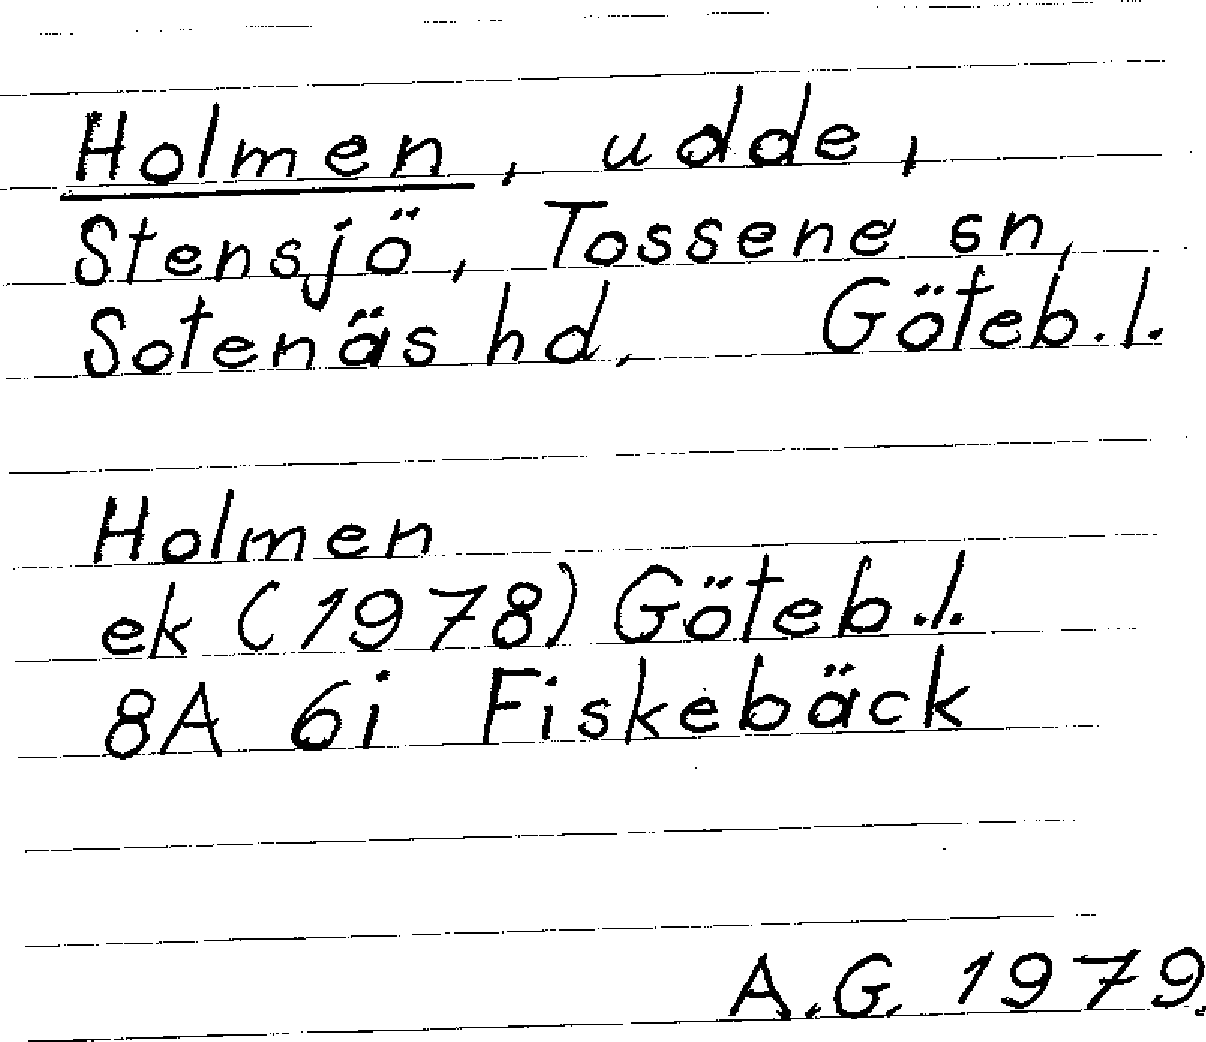 Holmen, udde,
Stensjö, Tossene sn,
Sotenäs hd, Göteb.l.
Holmen
ek (1978) Göteb.l.
8A 6i Fiskebäck
A.G. 1979.